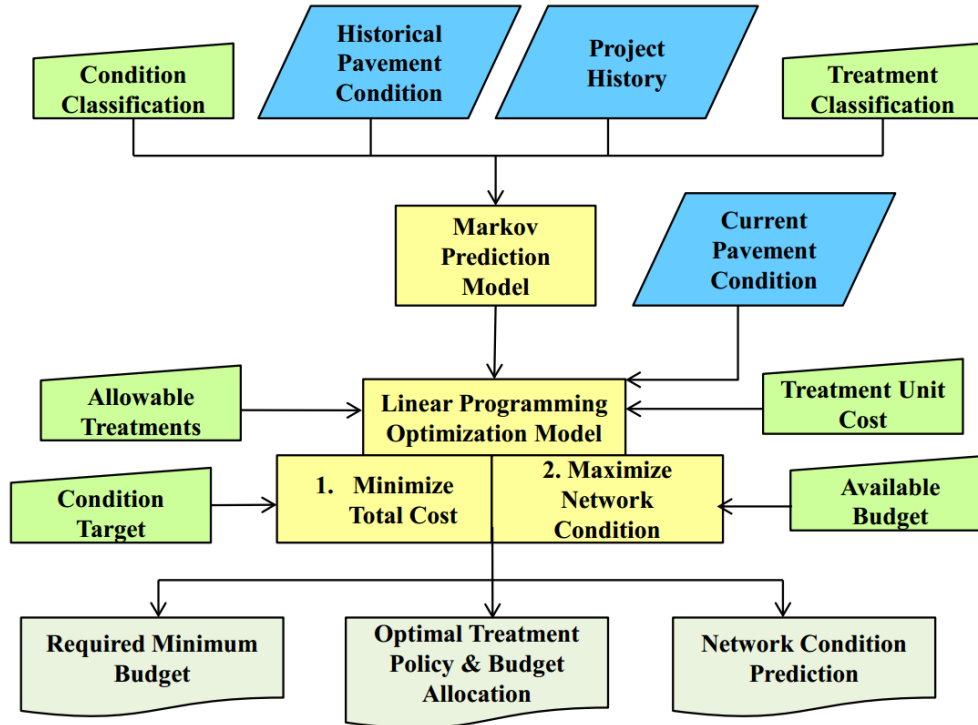 Condition
Classification
Historical
Pavement
Condition
Project
History
Treatment
Classification
Markov
Prediction
Model
Current
Pavement
Condition
Allowable
Treatments
Linear Programming
Optimization Model
Treatment Unit
Cost
Condition
Target
1. Minimize
Total Cost
2. Maximize
Network
Condition
Available
Budget
Required Minimum
Budget
Optimal Treatment
Policy & Budget
Allocation
Network Condition
Prediction